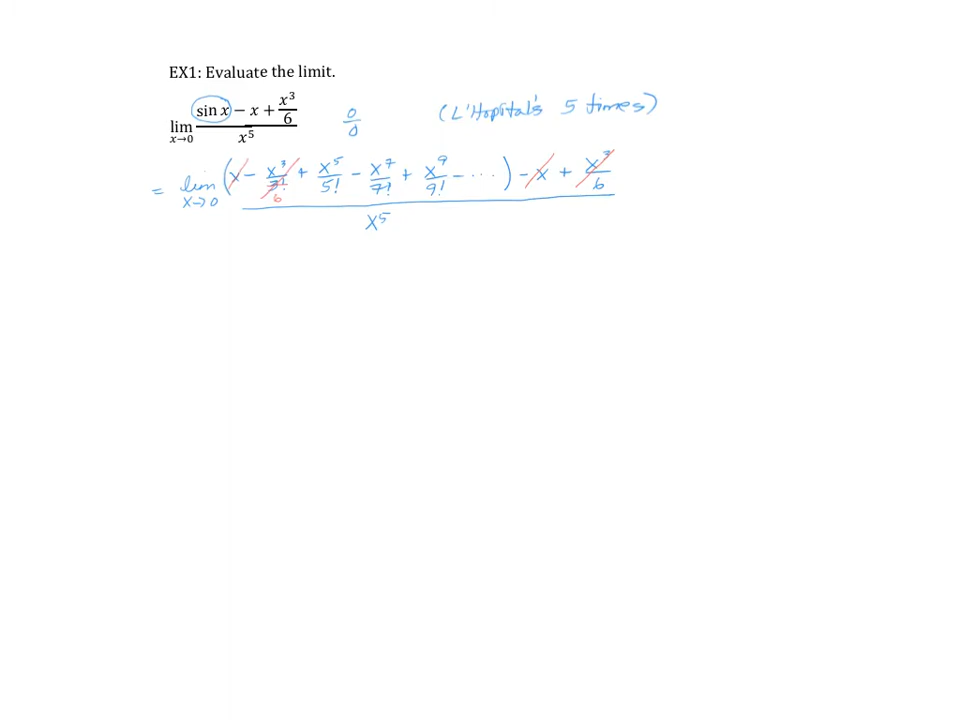 EX1: Evaluate the limit.
lim x→0 (sin x − x + x³/6) / x⁵   0/0   (L'Hopital's 5 times)
= lim x→0 ((x − x³/3! 6 + x⁵/5! − x⁷/7! + x⁹/9! − ···) − x + x³/6) / x⁵